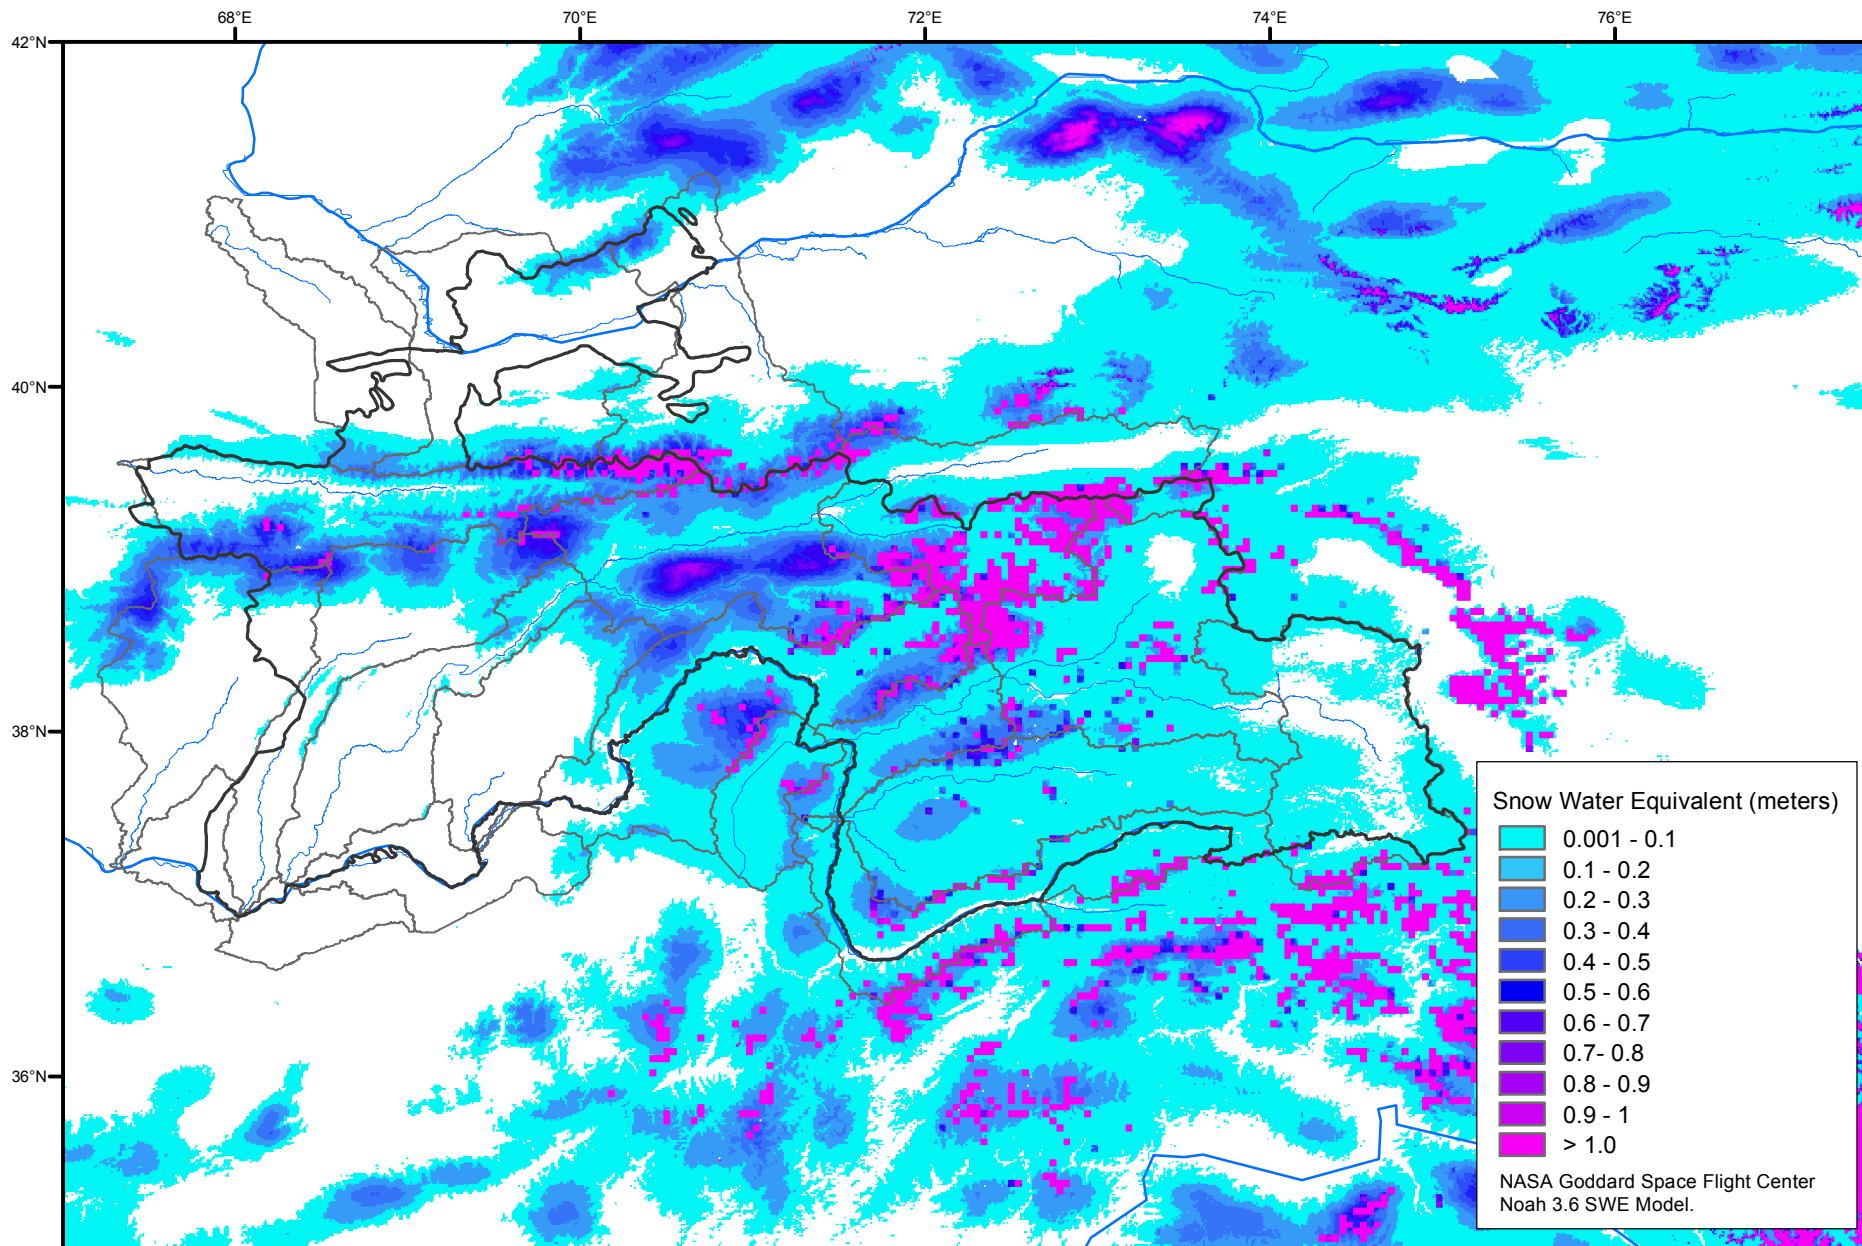 68°E 70°E 72°E 74°E 76°E
42°N
40°N
38°N
36°N
Snow Water Equivalent (meters)
0.001 - 0.1
0.1 - 0.2
0.2 - 0.3
0.3 - 0.4
0.4 - 0.5
0.5 - 0.6
0.6 - 0.7
0.7- 0.8
0.8 - 0.9
0.9 - 1
> 1.0
NASA Goddard Space Flight Center
Noah 3.6 SWE Model.